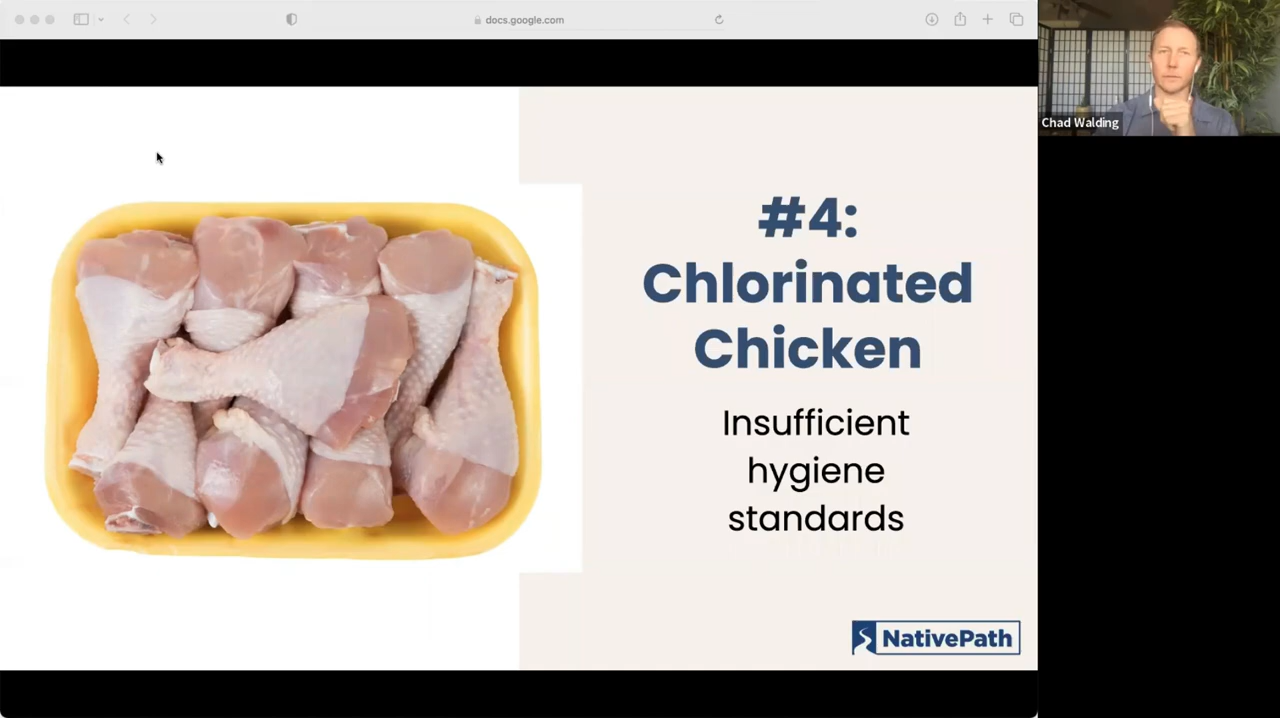 docs.google.com
Chad Walding
#4:
Chlorinated
Chicken
Insufficient
hygiene
standards
NativePath